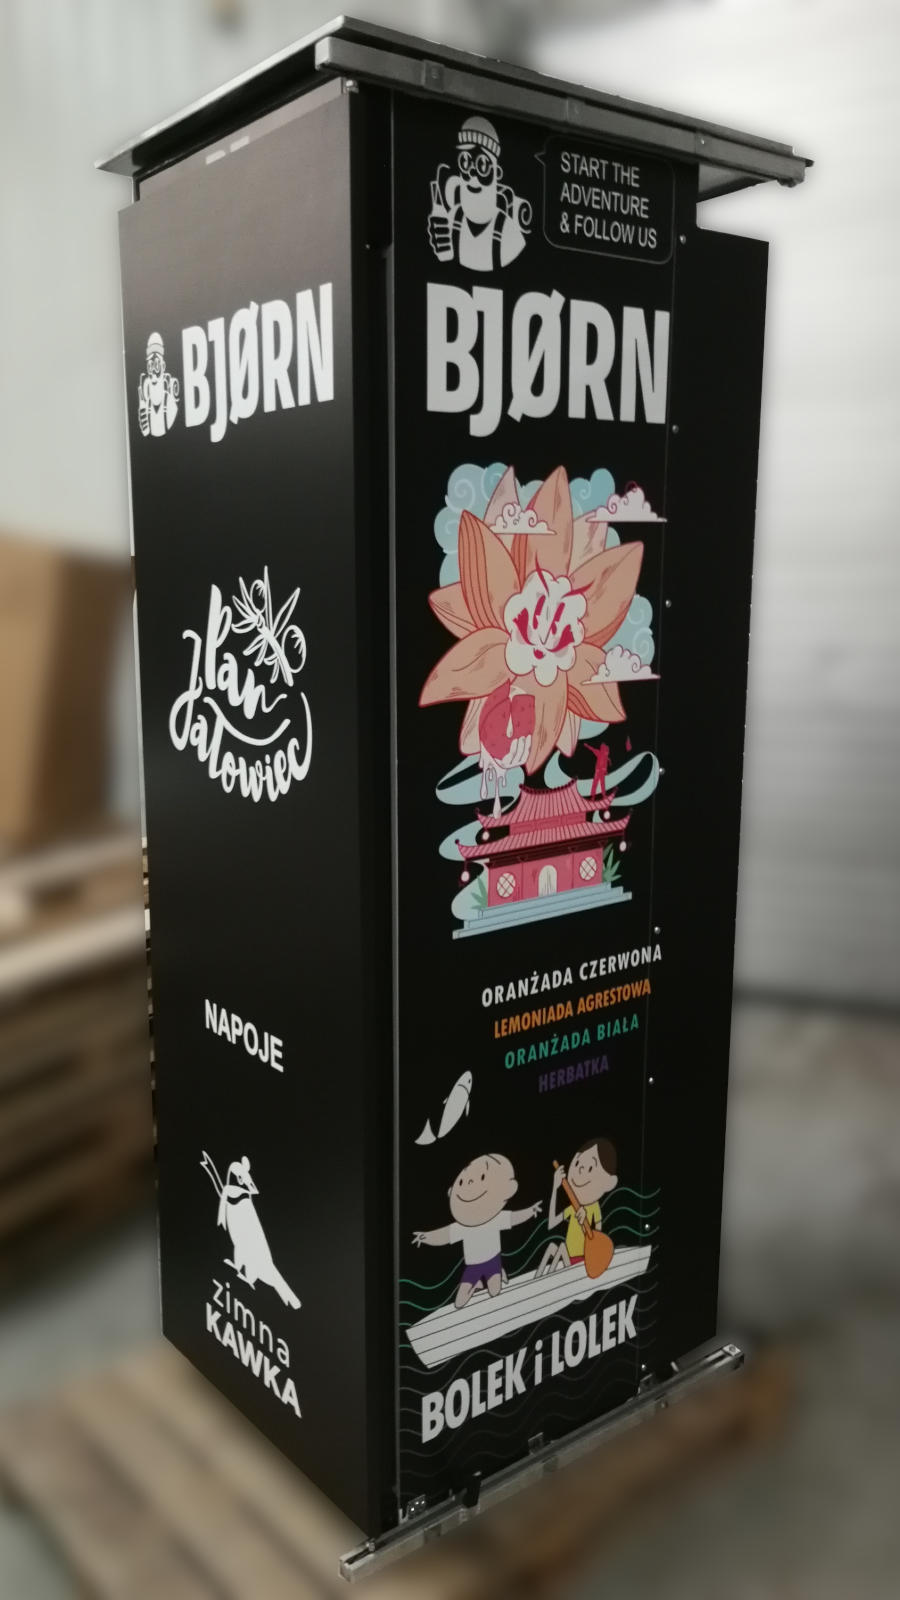 START THE
ADVENTURE
& FOLLOW US
BJØRN
ORANŻADA CZERWONA
LEMONIADA AGRESTOWA
ORANŻADA BIAŁA
HERBATKA
BOLEK i LOLEK
BJØRN
Pan
Jałowiec
NAPOJE
zimna
KAWKA